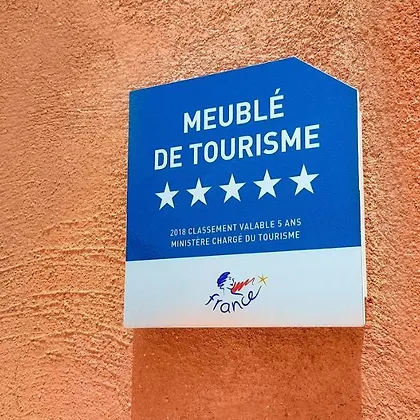 MEUBLÉ
DE TOURISME
2018 CLASSEMENT VALABLE 5 ANS
MINISTÈRE CHARGÉ DU TOURISME
france